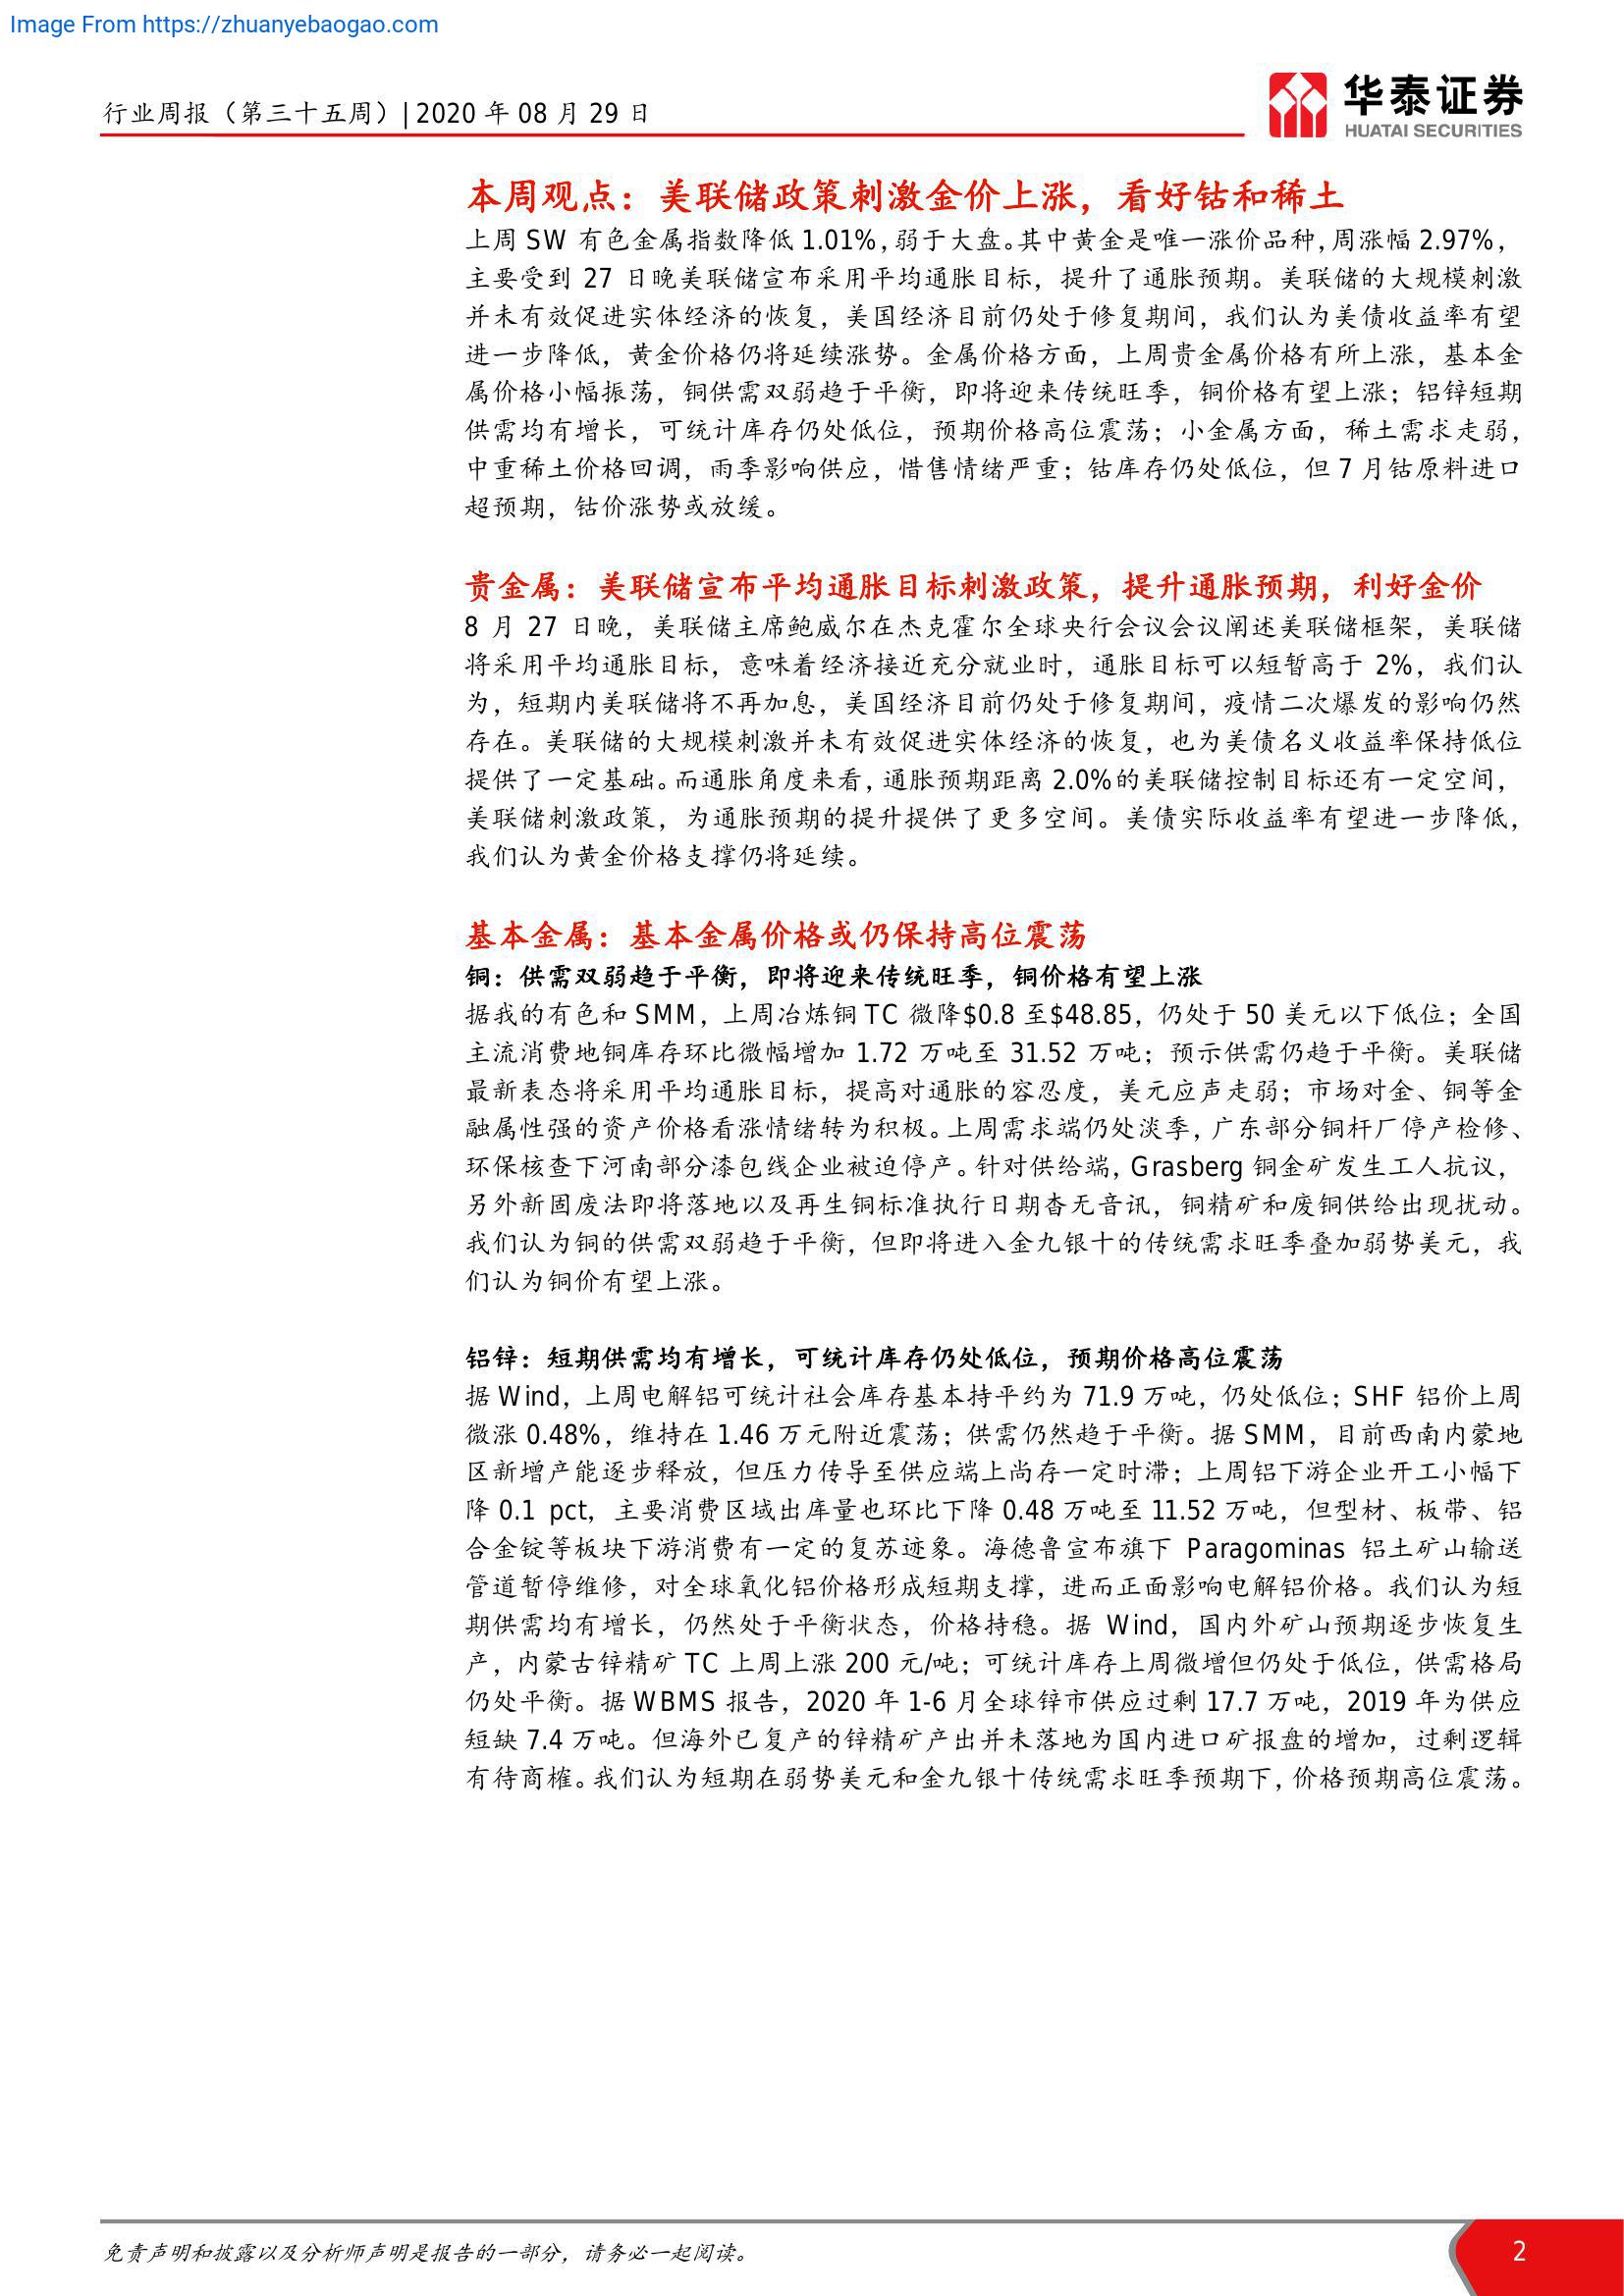 Image From https://zhuanyebaogao.com
行业周报（第三十五周）| 2020 年 08 月 29 日
华泰证券
HUATAI SECURITIES
本周观点：美联储政策刺激金价上涨，看好钴和稀土
上周 SW 有色金属指数降低 1.01%，弱于大盘。其中黄金是唯一涨价品种，周涨幅 2.97%，
主要受到 27 日晚美联储宣布采用平均通胀目标，提升了通胀预期。美联储的大规模刺激
并未有效促进实体经济的恢复，美国经济目前仍处于修复期间，我们认为美债收益率有望
进一步降低，黄金价格仍将延续涨势。金属价格方面，上周贵金属价格有所上涨，基本金
属价格小幅振荡，铜供需双弱趋于平衡，即将迎来传统旺季，铜价格有望上涨；铝锌短期
供需均有增长，可统计库存仍处低位，预期价格高位震荡；小金属方面，稀土需求走弱，
中重稀土价格回调，雨季影响供应，惜售情绪严重；钴库存仍处低位，但 7 月钴原料进口
超预期，钴价涨势或放缓。
贵金属：美联储宣布平均通胀目标刺激政策，提升通胀预期，利好金价
8 月 27 日晚，美联储主席鲍威尔在杰克霍尔全球央行会议会议阐述美联储框架，美联储
将采用平均通胀目标，意味着经济接近充分就业时，通胀目标可以短暂高于 2%，我们认
为，短期内美联储将不再加息，美国经济目前仍处于修复期间，疫情二次爆发的影响仍然
存在。美联储的大规模刺激并未有效促进实体经济的恢复，也为美债名义收益率保持低位
提供了一定基础。而通胀角度来看，通胀预期距离 2.0%的美联储控制目标还有一定空间，
美联储刺激政策，为通胀预期的提升提供了更多空间。美债实际收益率有望进一步降低，
我们认为黄金价格支撑仍将延续。
基本金属：基本金属价格或仍保持高位震荡
铜：供需双弱趋于平衡，即将迎来传统旺季，铜价格有望上涨
据我的有色和 SMM，上周冶炼铜 TC 微降$0.8 至$48.85，仍处于 50 美元以下低位；全国
主流消费地铜库存环比微幅增加 1.72 万吨至 31.52 万吨；预示供需仍趋于平衡。美联储
最新表态将采用平均通胀目标，提高对通胀的容忍度，美元应声走弱；市场对金、铜等金
融属性强的资产价格看涨情绪转为积极。上周需求端仍处淡季，广东部分铜杆厂停产检修、
环保核查下河南部分漆包线企业被迫停产。针对供给端，Grasberg 铜金矿发生工人抗议，
另外新固废法即将落地以及再生铜标准执行日期杳无音讯，铜精矿和废铜供给出现扰动。
我们认为铜的供需双弱趋于平衡，但即将进入金九银十的传统需求旺季叠加弱势美元，我
们认为铜价有望上涨。
铝锌：短期供需均有增长，可统计库存仍处低位，预期价格高位震荡
据 Wind，上周电解铝可统计社会库存基本持平约为 71.9 万吨，仍处低位；SHF 铝价上周
微涨 0.48%，维持在 1.46 万元附近震荡；供需仍然趋于平衡。据 SMM，目前西南内蒙地
区新增产能逐步释放，但压力传导至供应端上尚存一定时滞；上周铝下游企业开工小幅下
降 0.1 pct，主要消费区域出库量也环比下降 0.48 万吨至 11.52 万吨，但型材、板带、铝
合金锭等板块下游消费有一定的复苏迹象。海德鲁宣布旗下 Paragominas 铝土矿山输送
管道暂停维修，对全球氧化铝价格形成短期支撑，进而正面影响电解铝价格。我们认为短
期供需均有增长，仍然处于平衡状态，价格持稳。据 Wind，国内外矿山预期逐步恢复生
产，内蒙古锌精矿 TC 上周上涨 200 元/吨；可统计库存上周微增但仍处于低位，供需格局
仍处平衡。据 WBMS 报告，2020 年 1-6 月全球锌市供应过剩 17.7 万吨，2019 年为供应
短缺 7.4 万吨。但海外已复产的锌精矿产出并未落地为国内进口矿报盘的增加，过剩逻辑
有待商榷。我们认为短期在弱势美元和金九银十传统需求旺季预期下，价格预期高位震荡。
免责声明和披露以及分析师声明是报告的一部分，请务必一起阅读。
2